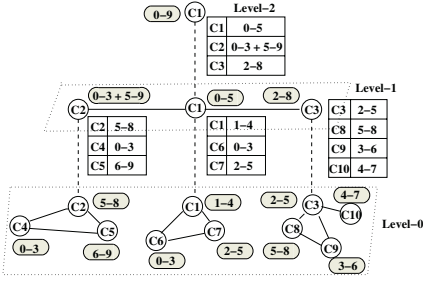 0–9 C1 Level–2
C1 0–5
C2 0–3 + 5–9
C3 2–8
Level–1
0–3 + 5–9 0–5 2–8
C2 C1 C3
C2 5–8
C4 0–3
C5 6–9
C1 1–4
C6 0–3
C7 2–5
C3 2–5
C8 5–8
C9 3–6
C10 4–7
Level–0
C2 5–8
C4 C5
0–3 6–9
C1 1–4
C6 C7
0–3 2–5
2–5 C3 4–7
C10
C8 C9
5–8 3–6